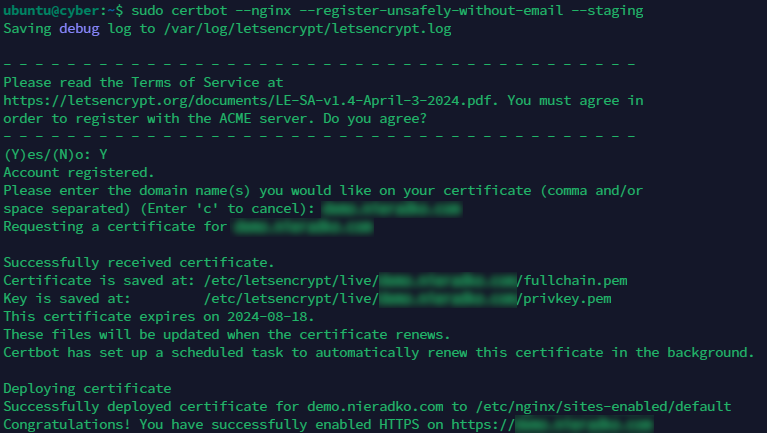 ubuntu@cyber:~$ sudo certbot --nginx --register-unsafely-without-email --staging
Saving debug log to /var/log/letsencrypt/letsencrypt.log
- - - - - - - - - - - - - - - - - - - - - - - - - - - - - - - - - - - - - - - -
Please read the Terms of Service at
https://letsencrypt.org/documents/LE-SA-v1.4-April-3-2024.pdf. You must agree in
order to register with the ACME server. Do you agree?
- - - - - - - - - - - - - - - - - - - - - - - - - - - - - - - - - - - - - - - -
(Y)es/(N)o: Y
Account registered.
Please enter the domain name(s) you would like on your certificate (comma and/or
space separated) (Enter 'c' to cancel):
Requesting a certificate for
Successfully received certificate.
Certificate is saved at: /etc/letsencrypt/live/ /fullchain.pem
Key is saved at: /etc/letsencrypt/live/ /privkey.pem
This certificate expires on 2024-08-18.
These files will be updated when the certificate renews.
Certbot has set up a scheduled task to automatically renew this certificate in the background.
Deploying certificate
Successfully deployed certificate for demo.nieradko.com to /etc/nginx/sites-enabled/default
Congratulations! You have successfully enabled HTTPS on https://